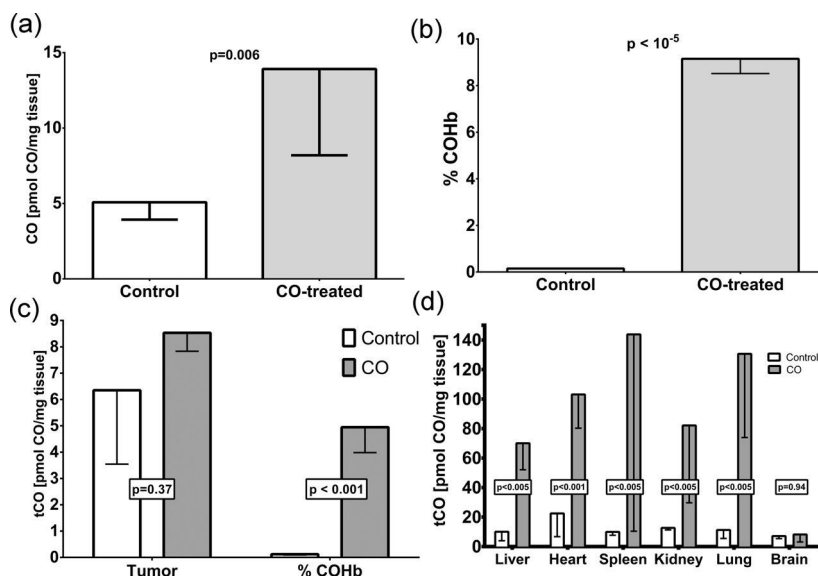 (a)
CO [pmol CO/mg tissue]
15
10
5
0
p=0.006
Control
CO-treated
(b)
% COHb
10
8
6
4
2
0
p < 10-5
Control
CO-treated
(c)
tCO [pmol CO/mg tissue]
9
8
7
6
5
4
3
2
1
0
Control
CO
p=0.37
p < 0.001
Tumor
% COHb
(d)
tCO [pmol CO/mg tissue]
140
120
100
80
60
40
20
0
Control
CO
p<0.005
p<0.001
p<0.005
p<0.005
p<0.005
p=0.94
Liver
Heart
Spleen
Kidney
Lung
Brain